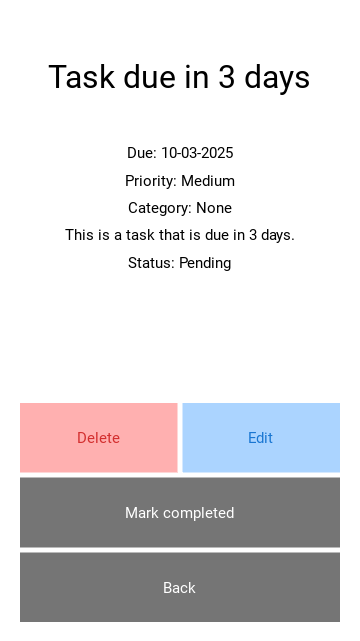 Task due in 3 days
Due: 10-03-2025
Priority: Medium
Category: None
This is a task that is due in 3 days.
Status: Pending
Delete
Edit
Mark completed
Back